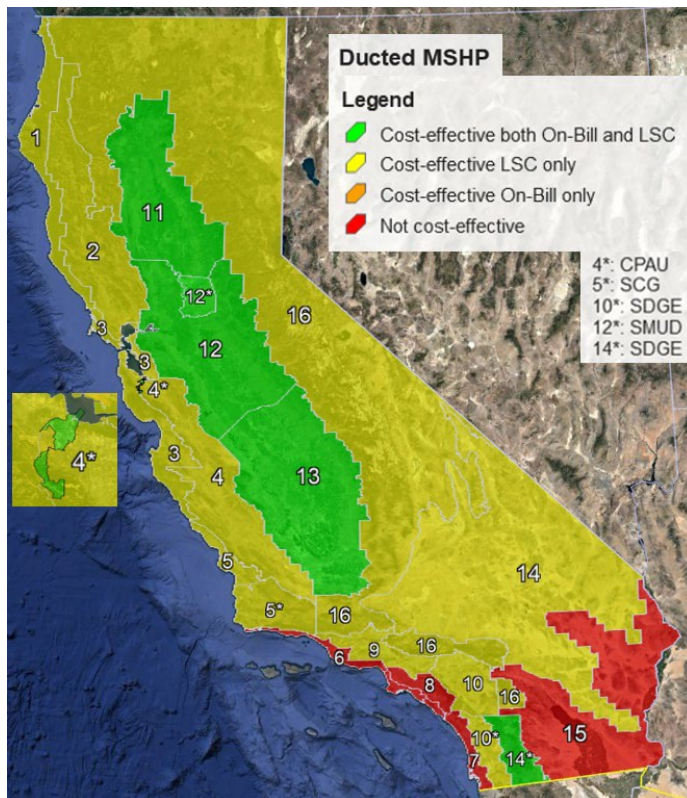 Ducted MSHP
Legend
Cost-effective both On-Bill and LSC
Cost-effective LSC only
Cost-effective On-Bill only
Not cost-effective
4*: CPAU
5*: SCG
10*: SDGE
12*: SMUD
14*: SDGE
1
11
2
12*
16
3
12
3
4*
4*
3
4
13
5
14
5*
16
16
9
6
8
10
16
15
10*
14*
7